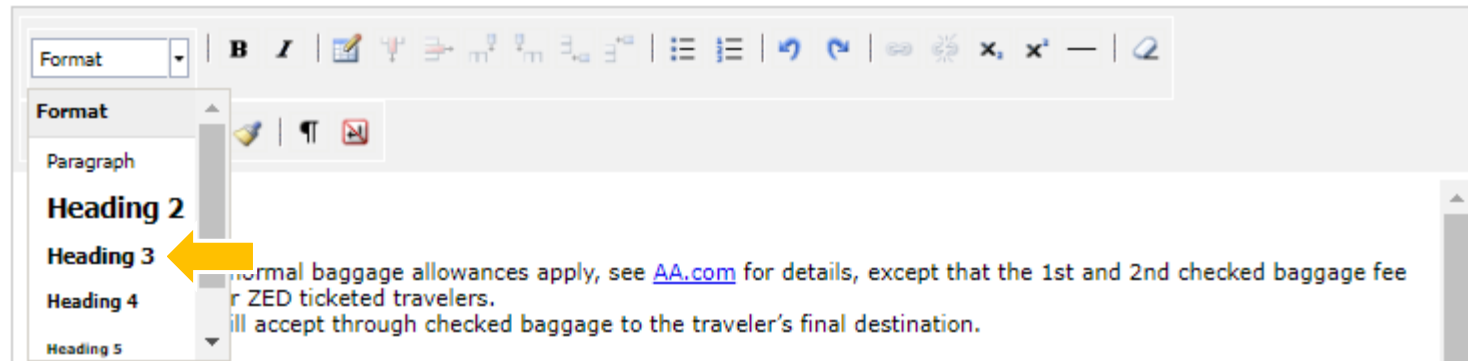 Format
B I
Format
Paragraph
Heading 2
Heading 3
Heading 4
Heading 5
normal baggage allowances apply, see AA.com for details, except that the 1st and 2nd checked baggage fee
r ZED ticketed travelers.
ill accept through checked baggage to the traveler’s final destination.